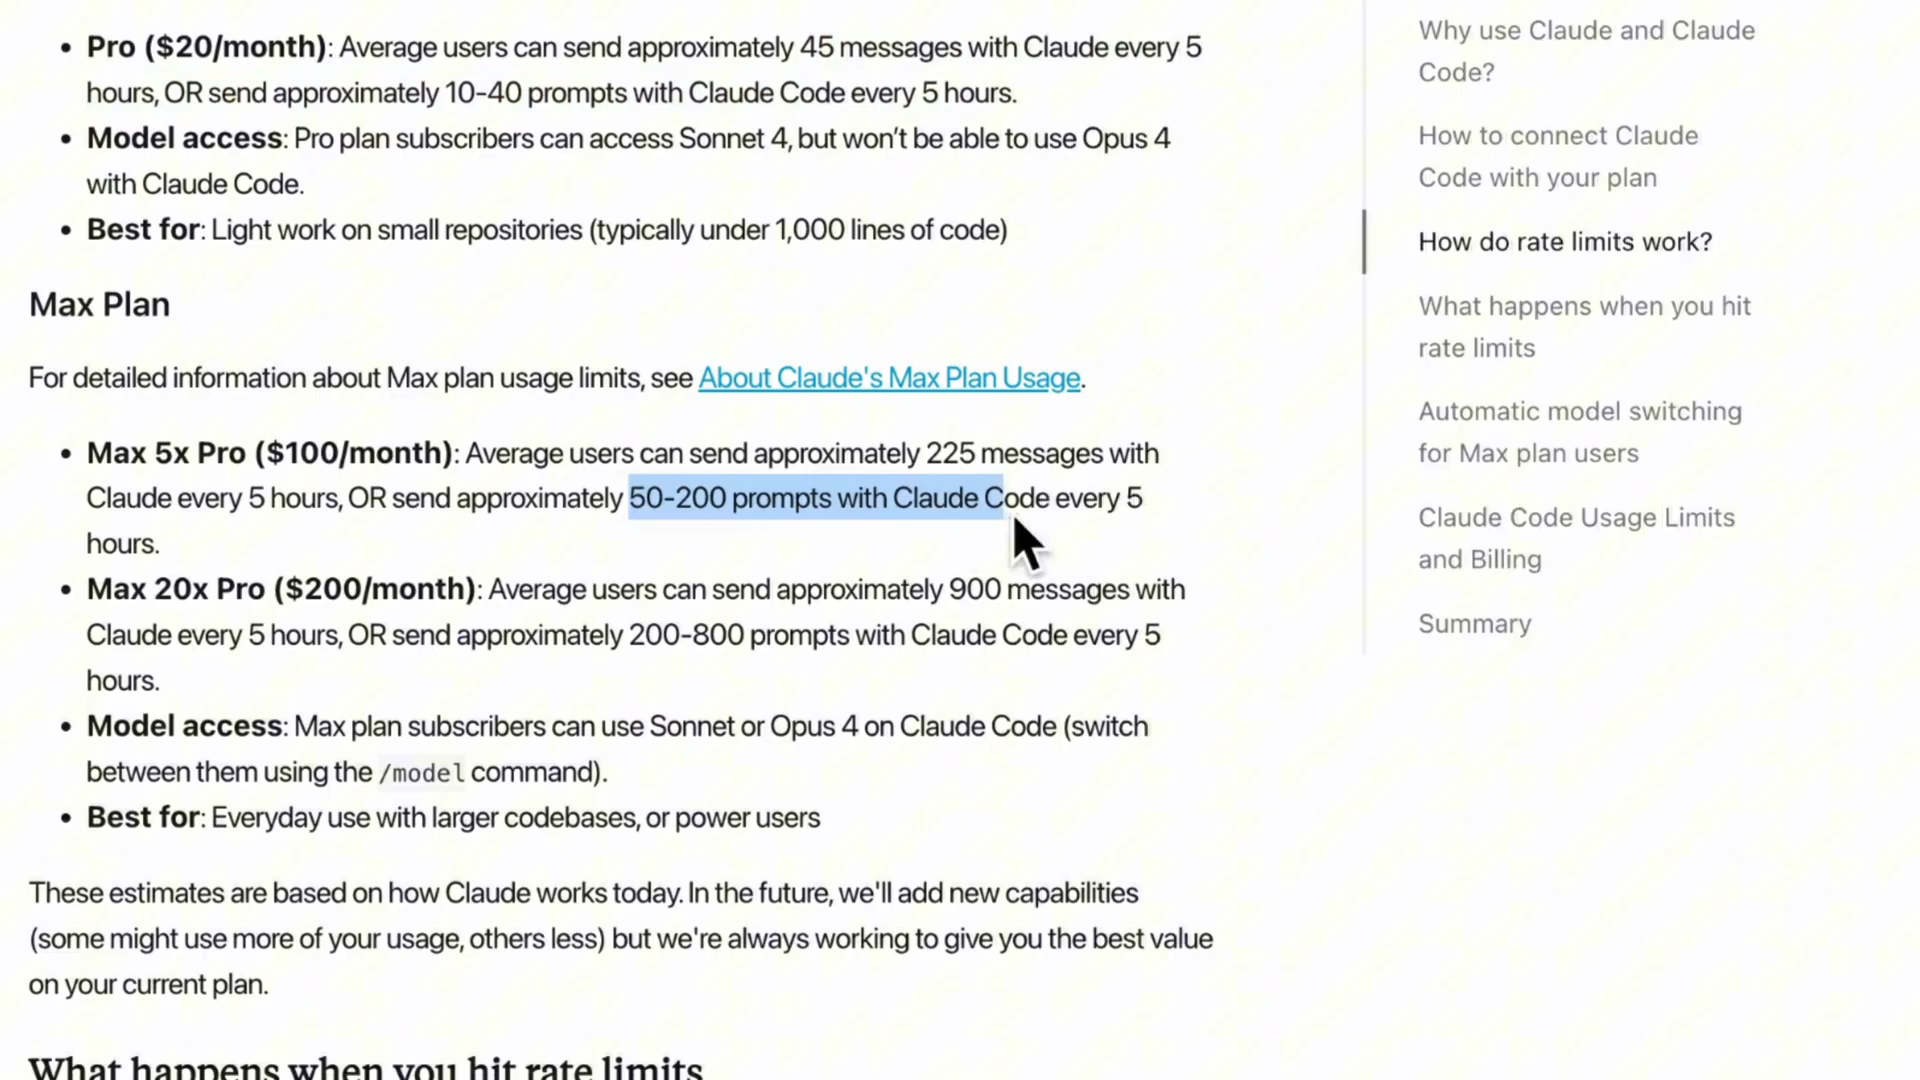 Pro ($20/month): Average users can send approximately 45 messages with Claude every 5
hours, OR send approximately 10-40 prompts with Claude Code every 5 hours.
Model access: Pro plan subscribers can access Sonnet 4, but won't be able to use Opus 4
with Claude Code.
Best for: Light work on small repositories (typically under 1,000 lines of code)
Max Plan
For detailed information about Max plan usage limits, see About Claude's Max Plan Usage.
Max 5x Pro ($100/month): Average users can send approximately 225 messages with
Claude every 5 hours, OR send approximately 50-200 prompts with Claude Code every 5
hours.
Max 20x Pro ($200/month): Average users can send approximately 900 messages with
Claude every 5 hours, OR send approximately 200-800 prompts with Claude Code every 5
hours.
Model access: Max plan subscribers can use Sonnet or Opus 4 on Claude Code (switch
between them using the /model command).
Best for: Everyday use with larger codebases, or power users
These estimates are based on how Claude works today. In the future, we'll add new capabilities
(some might use more of your usage, others less) but we're always working to give you the best value
on your current plan.
What happens when you hit rate limits
Why use Claude and Claude
Code?
How to connect Claude
Code with your plan
How do rate limits work?
What happens when you hit
rate limits
Automatic model switching
for Max plan users
Claude Code Usage Limits
and Billing
Summary